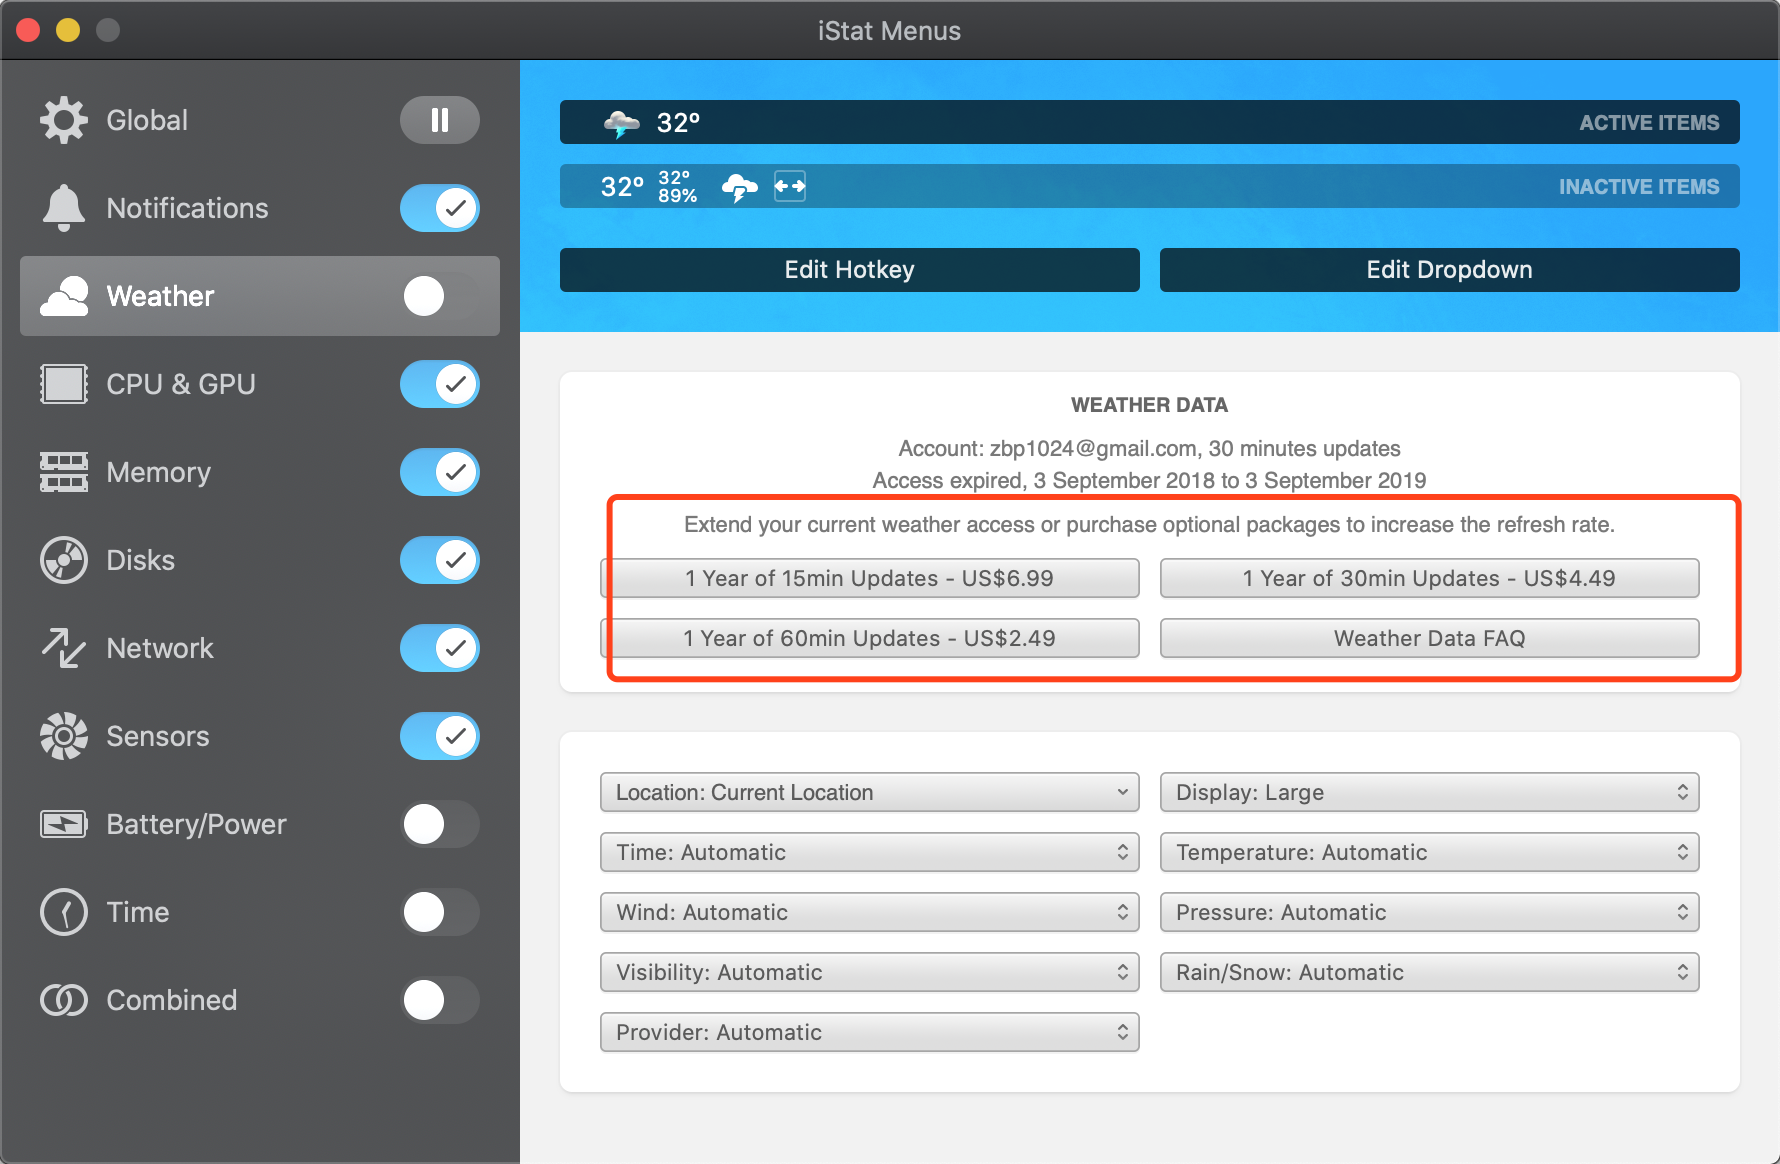 iStat Menus
Global
Notifications
Weather
CPU & GPU
Memory
Disks
Network
Sensors
Battery/Power
Time
Combined
32° ACTIVE ITEMS
32° 32° 89% INACTIVE ITEMS
Edit Hotkey Edit Dropdown
WEATHER DATA
Account: zbp1024@gmail.com, 30 minutes updates
Access expired, 3 September 2018 to 3 September 2019
Extend your current weather access or purchase optional packages to increase the refresh rate.
1 Year of 15min Updates - US$6.99 1 Year of 30min Updates - US$4.49
1 Year of 60min Updates - US$2.49 Weather Data FAQ
Location: Current Location Display: Large
Time: Automatic Temperature: Automatic
Wind: Automatic Pressure: Automatic
Visibility: Automatic Rain/Snow: Automatic
Provider: Automatic